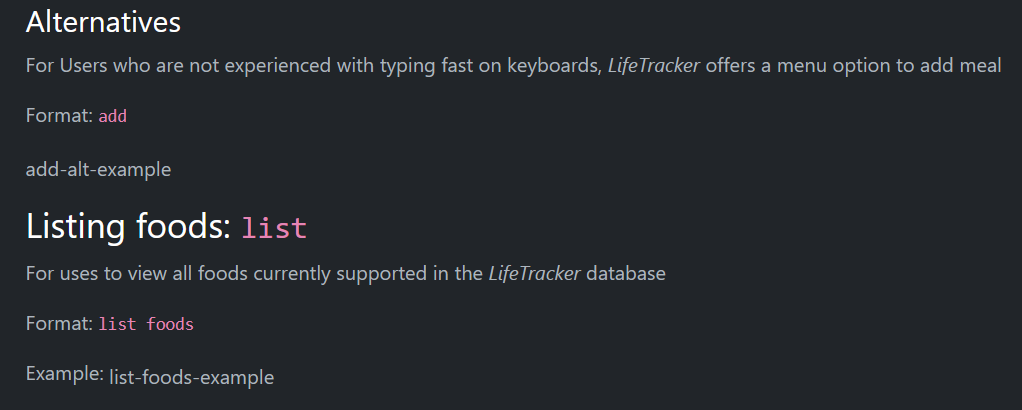 Alternatives
For Users who are not experienced with typing fast on keyboards, LifeTracker offers a menu option to add meal
Format: add
add-alt-example
Listing foods: list
For uses to view all foods currently supported in the LifeTracker database
Format: list foods
Example: list-foods-example